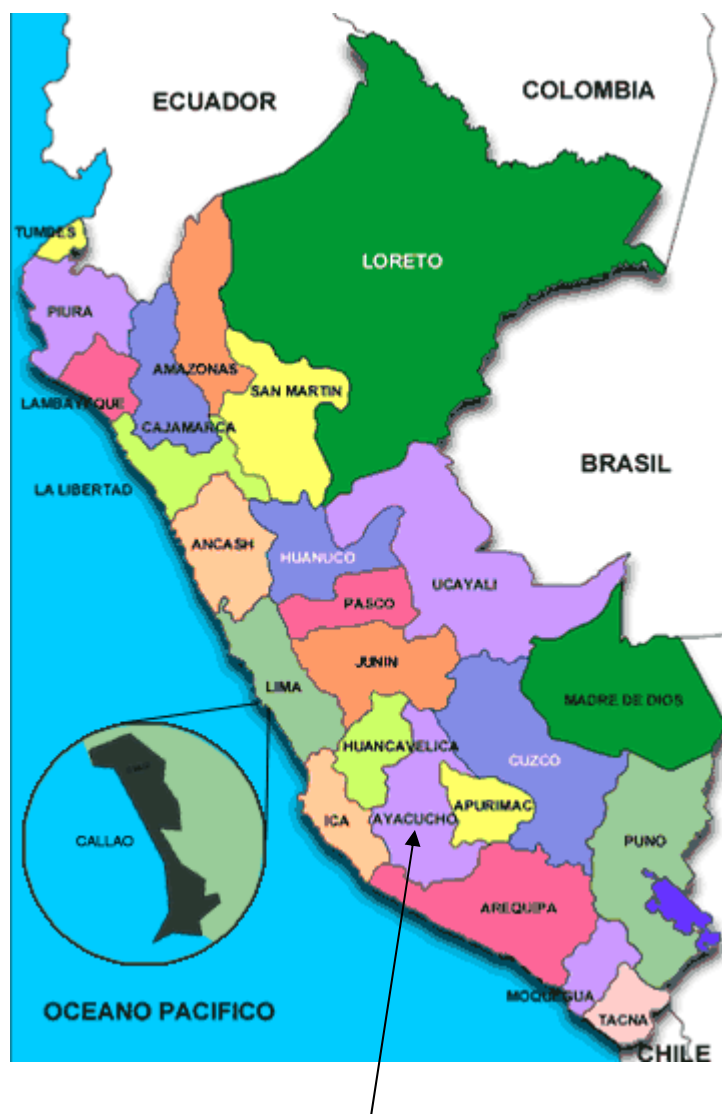 COLOMBIA
ECUADOR
TUMBES
LORETO
PIURA
AMAZONAS
SAN MARTIN
LAMBAYEQUE
CAJAMARCA
BRASIL
LA LIBERTAD
ANCASH
HUANUCO
UCAYALI
PASCO
JUNIN
LIMA
MADRE DE DIOS
HUANCAVELICA
CUZCO
APURIMAC
ICA
AYACUCHO
CALLAO
PUNO
AREQUIPA
MOQUEGUA
OCEANO PACIFICO
TACNA
CHILE